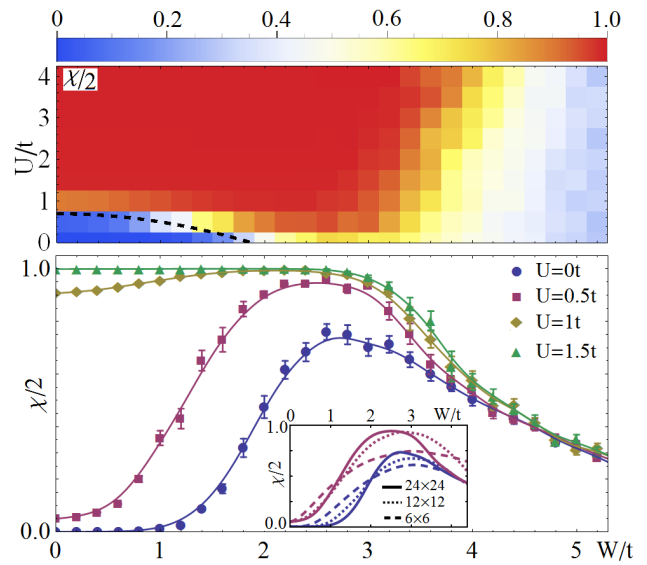 0 0.2 0.4 0.6 0.8 1.0
χ/2
U/t
4
3
2
1
0
χ/2
1.0
0.0
U=0t
U=0.5t
U=1t
U=1.5t
0 1 2 3 W/t
χ/2
1.0
0.0
24×24
12×12
6×6
0 1 2 3 4 5 W/t